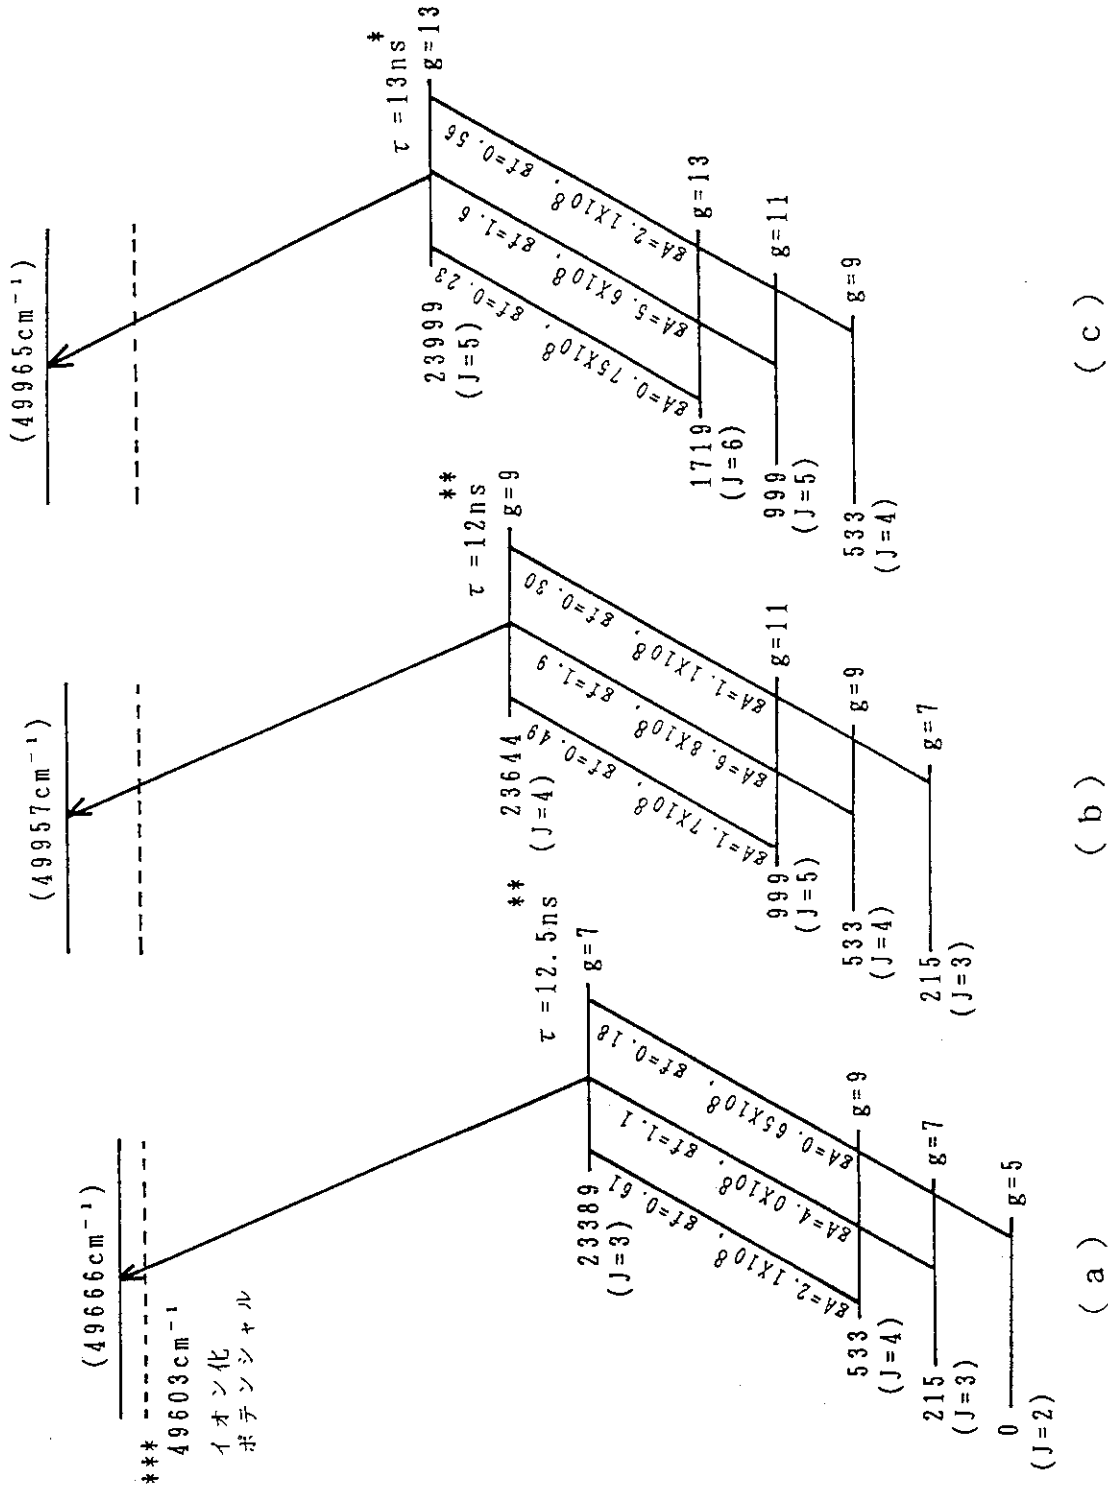 (49666cm⁻¹)
***
49603cm⁻¹
イオン化
ポテンシャル
τ=12.5ns **
g=7
23389
(J=3)
gA=2.1X10⁸, gf=0.61
gA=4.0X10⁸, gf=1.1
gA=0.65X10⁸, gf=0.18
533
(J=4)
g=9
215
(J=3)
g=7
0
(J=2)
g=5
(a)
(49957cm⁻¹)
τ=12ns **
g=9
23644
(J=4)
gA=1.7X10⁸, gf=0.49
gA=6.8X10⁸, gf=1.9
gA=1.1X10⁸, gf=0.30
999
(J=5)
g=11
533
(J=4)
g=9
215
(J=3)
g=7
(b)
(49965cm⁻¹)
τ=13ns *
g=13
23999
(J=5)
gA=0.75X10⁸, gf=0.23
gA=5.6X10⁸, gf=1.6
gA=2.1X10⁸, gf=0.56
1719
(J=6)
g=13
999
(J=5)
g=11
533
(J=4)
g=9
(c)